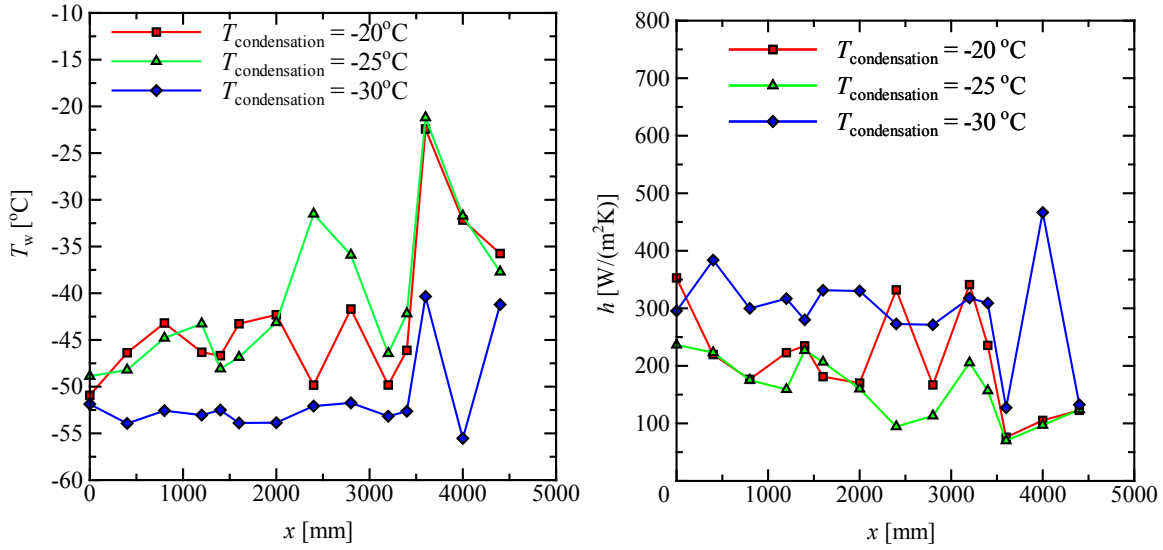 -10
-15
-20
-25
-30
-35
-40
-45
-50
-55
-60
T_w [°C]
T_condensation = -20°C
T_condensation = -25°C
T_condensation = -30°C
0 1000 2000 3000 4000 5000
x [mm]
800
700
600
500
400
300
200
100
h [W/(m²K)]
T_condensation = -20 °C
T_condensation = -25 °C
T_condensation = -30 °C
0 1000 2000 3000 4000 5000
x [mm]